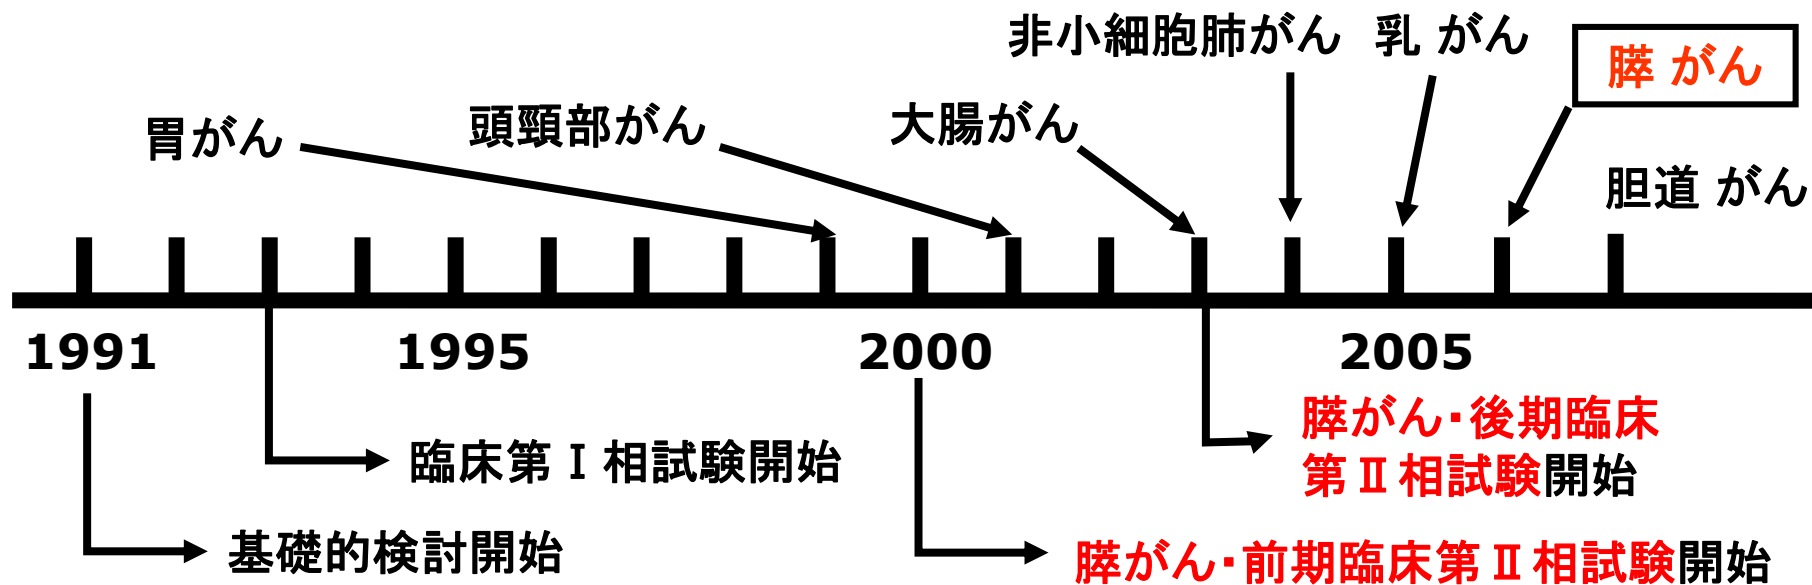 非小細胞肺がん 乳 がん
膵 がん
胃がん 頭頸部がん 大腸がん
胆道 がん
1991 1995 2000 2005
膵がん・後期臨床
第Ⅱ相試験開始
臨床第Ⅰ相試験開始
基礎的検討開始
膵がん・前期臨床第Ⅱ相試験開始